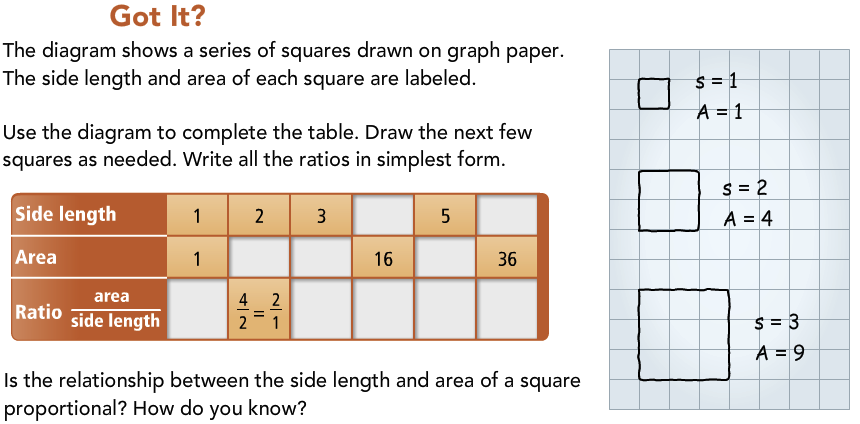 Got It?
The diagram shows a series of squares drawn on graph paper.
The side length and area of each square are labeled.
Use the diagram to complete the table. Draw the next few
squares as needed. Write all the ratios in simplest form.
Side length 1 2 3 5
Area 1 16 36
Ratio area/side length 4/2 = 2/1
Is the relationship between the side length and area of a square
proportional? How do you know?
s = 1
A = 1
s = 2
A = 4
s = 3
A = 9